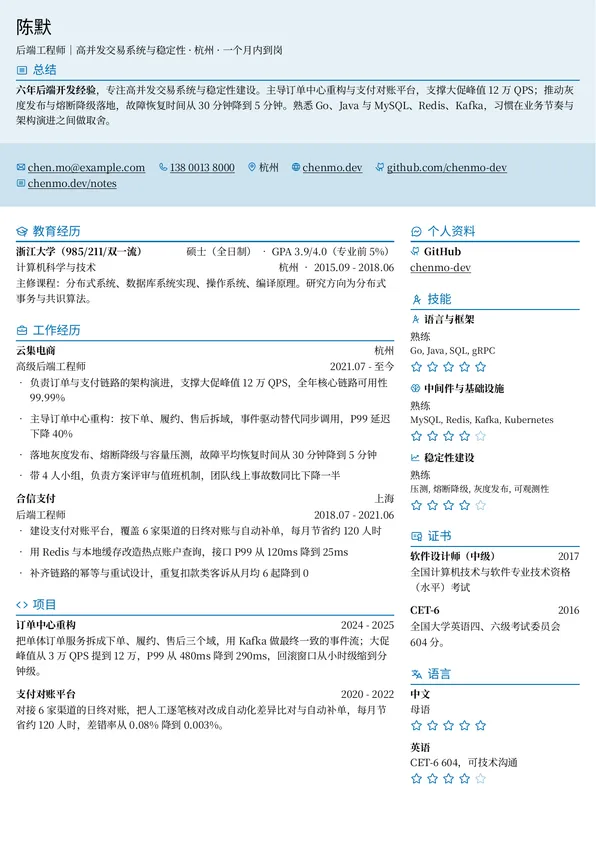 陈默
后端工程师｜高并发交易系统与稳定性 · 杭州 · 一个月内到岗
总结
六年后端开发经验，专注高并发交易系统与稳定性建设。主导订单中心重构与支付对账平台，支撑大促峰值 12 万 QPS；推动灰
度发布与熔断降级落地，故障恢复时间从 30 分钟降到 5 分钟。熟悉 Go、Java 与 MySQL、Redis、Kafka，习惯在业务节奏与
架构演进之间做取舍。
chen.mo@example.com 138 0013 8000 杭州 chenmo.dev github.com/chenmo-dev
chenmo.dev/notes
教育经历
浙江大学（985/211/双一流） 硕士（全日制） · GPA 3.9/4.0（专业前 5%）
计算机科学与技术 杭州 · 2015.09 - 2018.06
主修课程：分布式系统、数据库系统实现、操作系统、编译原理。研究方向为分布式
事务与共识算法。
工作经历
云集电商 杭州
高级后端工程师 2021.07 - 至今
· 负责订单与支付链路的架构演进，支撑大促峰值 12 万 QPS，全年核心链路可用性
99.99%
· 主导订单中心重构：按下单、履约、售后拆域，事件驱动替代同步调用，P99 延迟
下降 40%
· 落地灰度发布、熔断降级与容量压测，故障平均恢复时间从 30 分钟降到 5 分钟
· 带 4 人小组，负责方案评审与值班机制，团队线上事故数同比下降一半
合信支付 上海
后端工程师 2018.07 - 2021.06
· 建设支付对账平台，覆盖 6 家渠道的日终对账与自动补单，每月节省约 120 人时
· 用 Redis 与本地缓存改造热点账户查询，接口 P99 从 120ms 降到 25ms
· 补齐链路的幂等与重试设计，重复扣款类客诉从月均 6 起降到 0
项目
订单中心重构 2024 - 2025
把单体订单服务拆成下单、履约、售后三个域，用 Kafka 做最终一致的事件流；大促
峰值从 3 万 QPS 提到 12 万，P99 从 480ms 降到 290ms，回滚窗口从小时级缩到分
钟级。
支付对账平台 2020 - 2022
对接 6 家渠道的日终对账，把人工逐笔核对改成自动化差异比对与自动补单，每月节
省约 120 人时，差错率从 0.08% 降到 0.003%。
个人资料
GitHub
chenmo-dev
技能
语言与框架
熟练
Go, Java, SQL, gRPC
中间件与基础设施
熟练
MySQL, Redis, Kafka, Kubernetes
稳定性建设
熟练
压测, 熔断降级, 灰度发布, 可观测性
证书
软件设计师（中级） 2017
全国计算机技术与软件专业技术资格
（水平）考试
CET-6 2016
全国大学英语四、六级考试委员会
604 分。
语言
中文
母语
英语
CET-6 604，可技术沟通